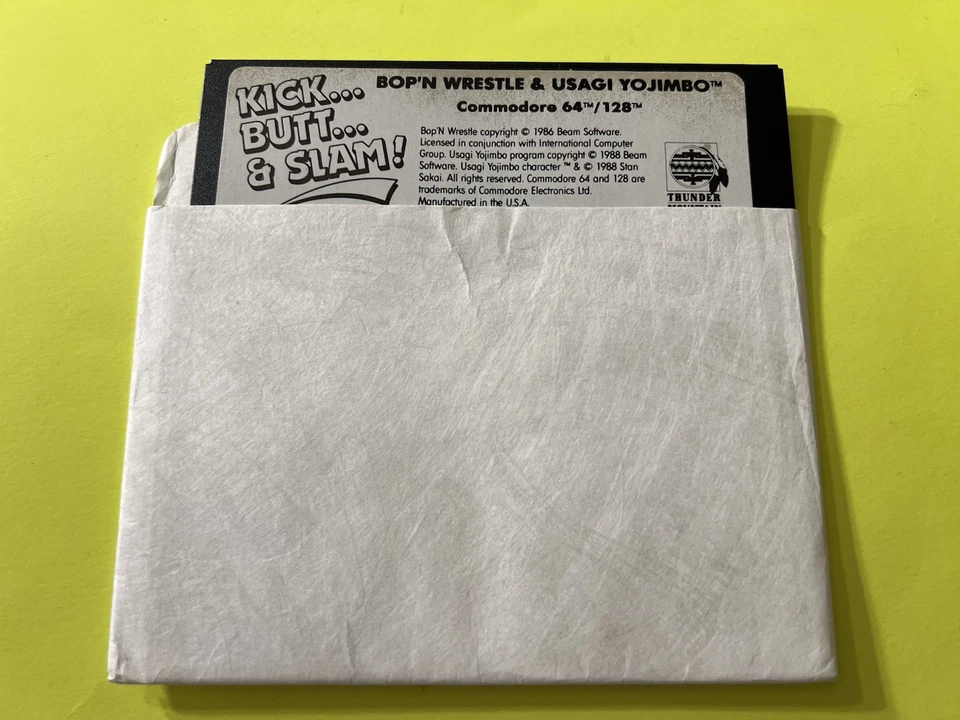 KICK...
BUTT...
& SLAM!
BOP'N WRESTLE & USAGI YOJIMBO™
Commodore 64™/128™
Bop'N Wrestle copyright © 1986 Beam Software.
Licensed in conjunction with International Computer
Group. Usagi Yojimbo program copyright © 1988 Beam
Software. Usagi Yojimbo character ™ & © 1988 Stan
Sakai. All rights reserved. Commodore 64 and 128 are
trademarks of Commodore Electronics Ltd.
Manufactured in the U.S.A.
THUNDER
MOUNTAIN